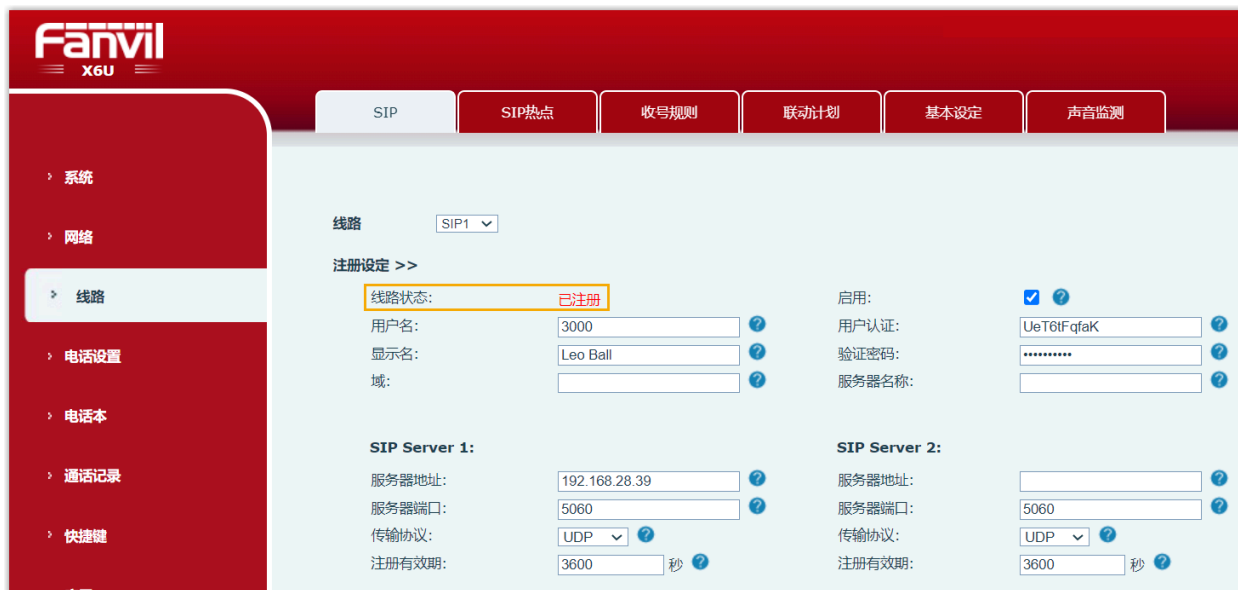 Fanvil
X6U
SIP SIP热点 收号规则 联动计划 基本设定 声音监测
系统
网络
线路
电话设置
电话本
通话记录
快捷键
线路 SIP1
注册设定 >>
线路状态: 已注册 启用:
用户名: 3000 用户认证: UeT6tFqfaK
显示名: Leo Ball 验证密码: ••••••••••
域: 服务器名称:
SIP Server 1: SIP Server 2:
服务器地址: 192.168.28.39 服务器地址:
服务器端口: 5060 服务器端口: 5060
传输协议: UDP 传输协议: UDP
注册有效期: 3600 秒 注册有效期: 3600 秒